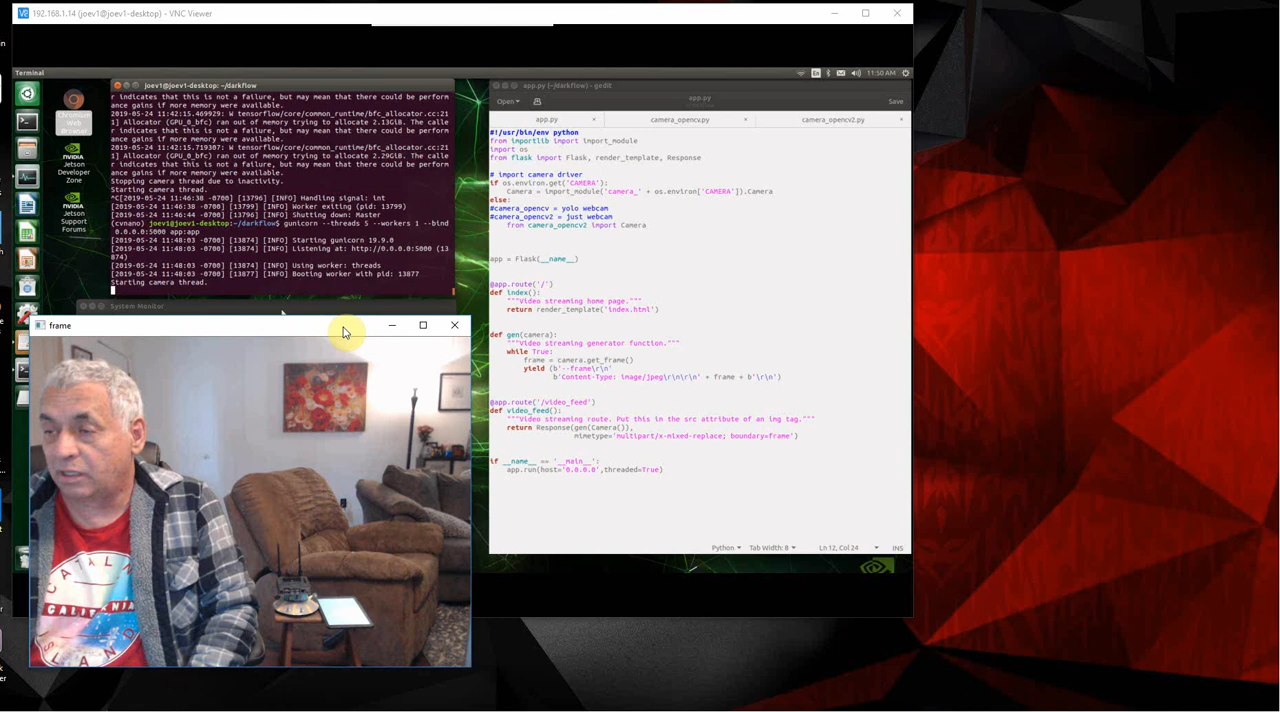 192.168.1.14 (joev1@joev1-desktop) - VNC Viewer
Terminal
En
11:50 AM
Chromium
Web
Browser
NVIDIA
Jetson
Developer
Zone
NVIDIA
Jetson
Support
Forums
joev1@joev1-desktop: ~/darkflow
r indicates that this is not a failure, but may mean that there could be perform
ance gains if more memory were available.
2019-05-24 11:42:15.469929: W tensorflow/core/common_runtime/bfc_allocator.cc:21
1] Allocator (GPU_0_bfc) ran out of memory trying to allocate 2.13GiB. The calle
r indicates that this is not a failure, but may mean that there could be perform
ance gains if more memory were available.
2019-05-24 11:42:15.719307: W tensorflow/core/common_runtime/bfc_allocator.cc:21
1] Allocator (GPU_0_bfc) ran out of memory trying to allocate 2.29GiB. The calle
r indicates that this is not a failure, but may mean that there could be perform
ance gains if more memory were available.
Stopping camera thread due to inactivity.
Starting camera thread.
^C[2019-05-24 11:46:38 -0700] [13796] [INFO] Handling signal: int
[2019-05-24 11:46:38 -0700] [13799] [INFO] Worker exiting (pid: 13799)
[2019-05-24 11:46:44 -0700] [13796] [INFO] Shutting down: Master
(cvnano) joev1@joev1-desktop:~/darkflow$ gunicorn --threads 5 --workers 1 --bind
0.0.0.0:5000 app:app
[2019-05-24 11:48:03 -0700] [13874] [INFO] Starting gunicorn 19.9.0
[2019-05-24 11:48:03 -0700] [13874] [INFO] Listening at: http://0.0.0.0:5000 (13
874)
[2019-05-24 11:48:03 -0700] [13874] [INFO] Using worker: threads
[2019-05-24 11:48:03 -0700] [13877] [INFO] Booting worker with pid: 13877
Starting camera thread.
System Monitor
frame
CATALINA
CALIFORNIA
ISLAND
app.py (~/darkflow) - gedit
Open
app.py
Save
app.py
camera_opencv.py
camera_opencv2.py
#!/usr/bin/env python
from importlib import import_module
import os
from flask import Flask, render_template, Response
# import camera driver
if os.environ.get('CAMERA'):
Camera = import_module('camera_' + os.environ['CAMERA']).Camera
else:
#camera_opencv = yolo webcam
#camera_opencv2 = just webcam
from camera_opencv2 import Camera
app = Flask(__name__)
@app.route('/')
def index():
"""Video streaming home page."""
return render_template('index.html')
def gen(camera):
"""Video streaming generator function."""
while True:
frame = camera.get_frame()
yield (b'--frame\r\n'
b'Content-Type: image/jpeg\r\n\r\n' + frame + b'\r\n')
@app.route('/video_feed')
def video_feed():
"""Video streaming route. Put this in the src attribute of an img tag."""
return Response(gen(Camera()),
mimetype='multipart/x-mixed-replace; boundary=frame')
if __name__ == '__main__':
app.run(host='0.0.0.0',threaded=True)
Python
Tab Width: 8
Ln 12, Col 24
INS